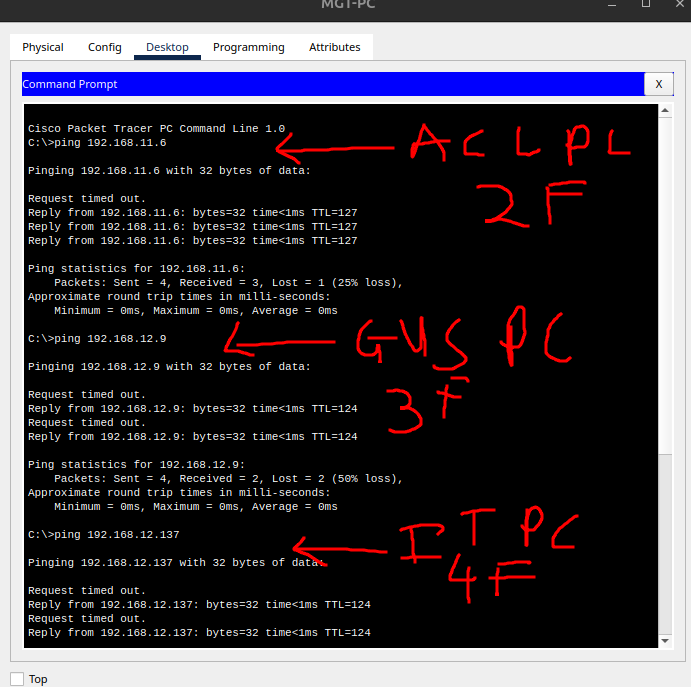 MGT-PC
Physical Config Desktop Programming Attributes
Command Prompt X
Cisco Packet Tracer PC Command Line 1.0
C:\>ping 192.168.11.6
ACL PC
Pinging 192.168.11.6 with 32 bytes of data:
2F
Request timed out.
Reply from 192.168.11.6: bytes=32 time<1ms TTL=127
Reply from 192.168.11.6: bytes=32 time<1ms TTL=127
Reply from 192.168.11.6: bytes=32 time<1ms TTL=127
Ping statistics for 192.168.11.6:
Packets: Sent = 4, Received = 3, Lost = 1 (25% loss),
Approximate round trip times in milli-seconds:
Minimum = 0ms, Maximum = 0ms, Average = 0ms
C:\>ping 192.168.12.9
PC
Pinging 192.168.12.9 with 32 bytes of data:
3F
Request timed out.
Reply from 192.168.12.9: bytes=32 time<1ms TTL=124
Request timed out.
Reply from 192.168.12.9: bytes=32 time<1ms TTL=124
Ping statistics for 192.168.12.9:
Packets: Sent = 4, Received = 2, Lost = 2 (50% loss),
Approximate round trip times in milli-seconds:
Minimum = 0ms, Maximum = 0ms, Average = 0ms
C:\>ping 192.168.12.137
IT PC
Pinging 192.168.12.137 with 32 bytes of data:
4F
Request timed out.
Reply from 192.168.12.137: bytes=32 time<1ms TTL=124
Request timed out.
Reply from 192.168.12.137: bytes=32 time<1ms TTL=124
Top